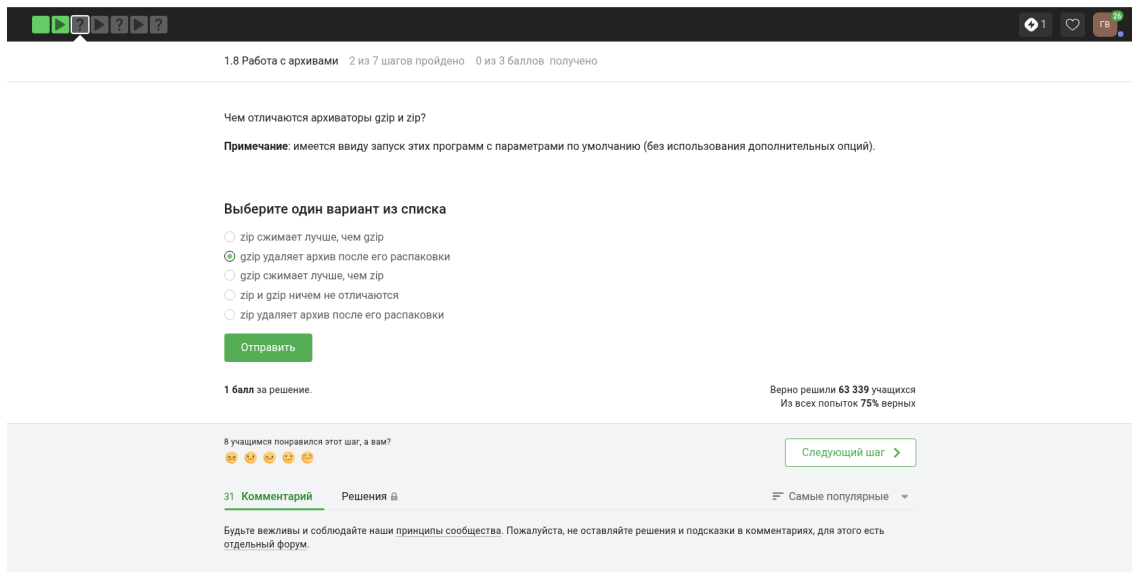 1
ГВ
26
1.8 Работа с архивами 2 из 7 шагов пройдено 0 из 3 баллов получено
Чем отличаются архиваторы gzip и zip?
Примечание: имеется ввиду запуск этих программ с параметрами по умолчанию (без использования дополнительных опций).
Выберите один вариант из списка
zip сжимает лучше, чем gzip
gzip удаляет архив после его распаковки
gzip сжимает лучше, чем zip
zip и gzip ничем не отличаются
zip удаляет архив после его распаковки
Отправить
1 балл за решение.
Верно решили 63 339 учащихся
Из всех попыток 75% верных
8 учащимся понравился этот шаг, а вам?
Следующий шаг
31 Комментарий Решения
Самые популярные
Будьте вежливы и соблюдайте наши принципы сообщества. Пожалуйста, не оставляйте решения и подсказки в комментариях, для этого есть
отдельный форум.